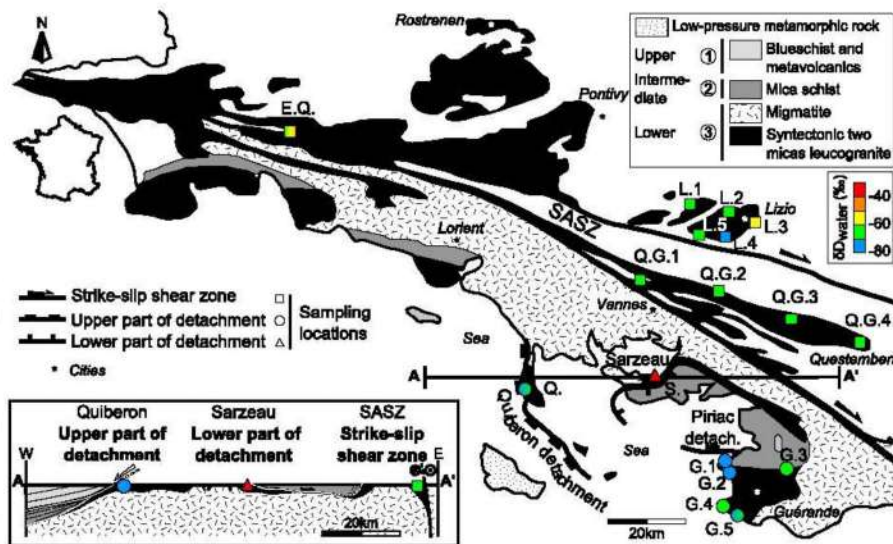 N
Rostrenen
Pontivy
E.Q.
Low-pressure metamorphic rock
Upper ① Blueschist and
metavolcanics
Interme-
diate ② Mica schist
Migmatite
Lower ③ Syntectonic two
micas leucogranite
δDwater (‰)
-40
-60
-80
L.1
L.2
Lizio
L.3
L.5
L.4
SASZ
Lorient
Q.G.1
Q.G.2
Q.G.3
Q.G.4
Vannes
Questembert
Strike-slip shear zone
Upper part of detachment
Lower part of detachment
Sampling
locations
Cities
Sea
Sarzeau
A
A'
Q.
S.
Quiberon detachment
Sea
Piriac
detach.
G.1
G.2
G.3
G.4
G.5
Guérande
20km
Quiberon
Upper part of
detachment
Sarzeau
Lower part of
detachment
SASZ
Strike-slip
shear zone
W
E
A
A'
20km